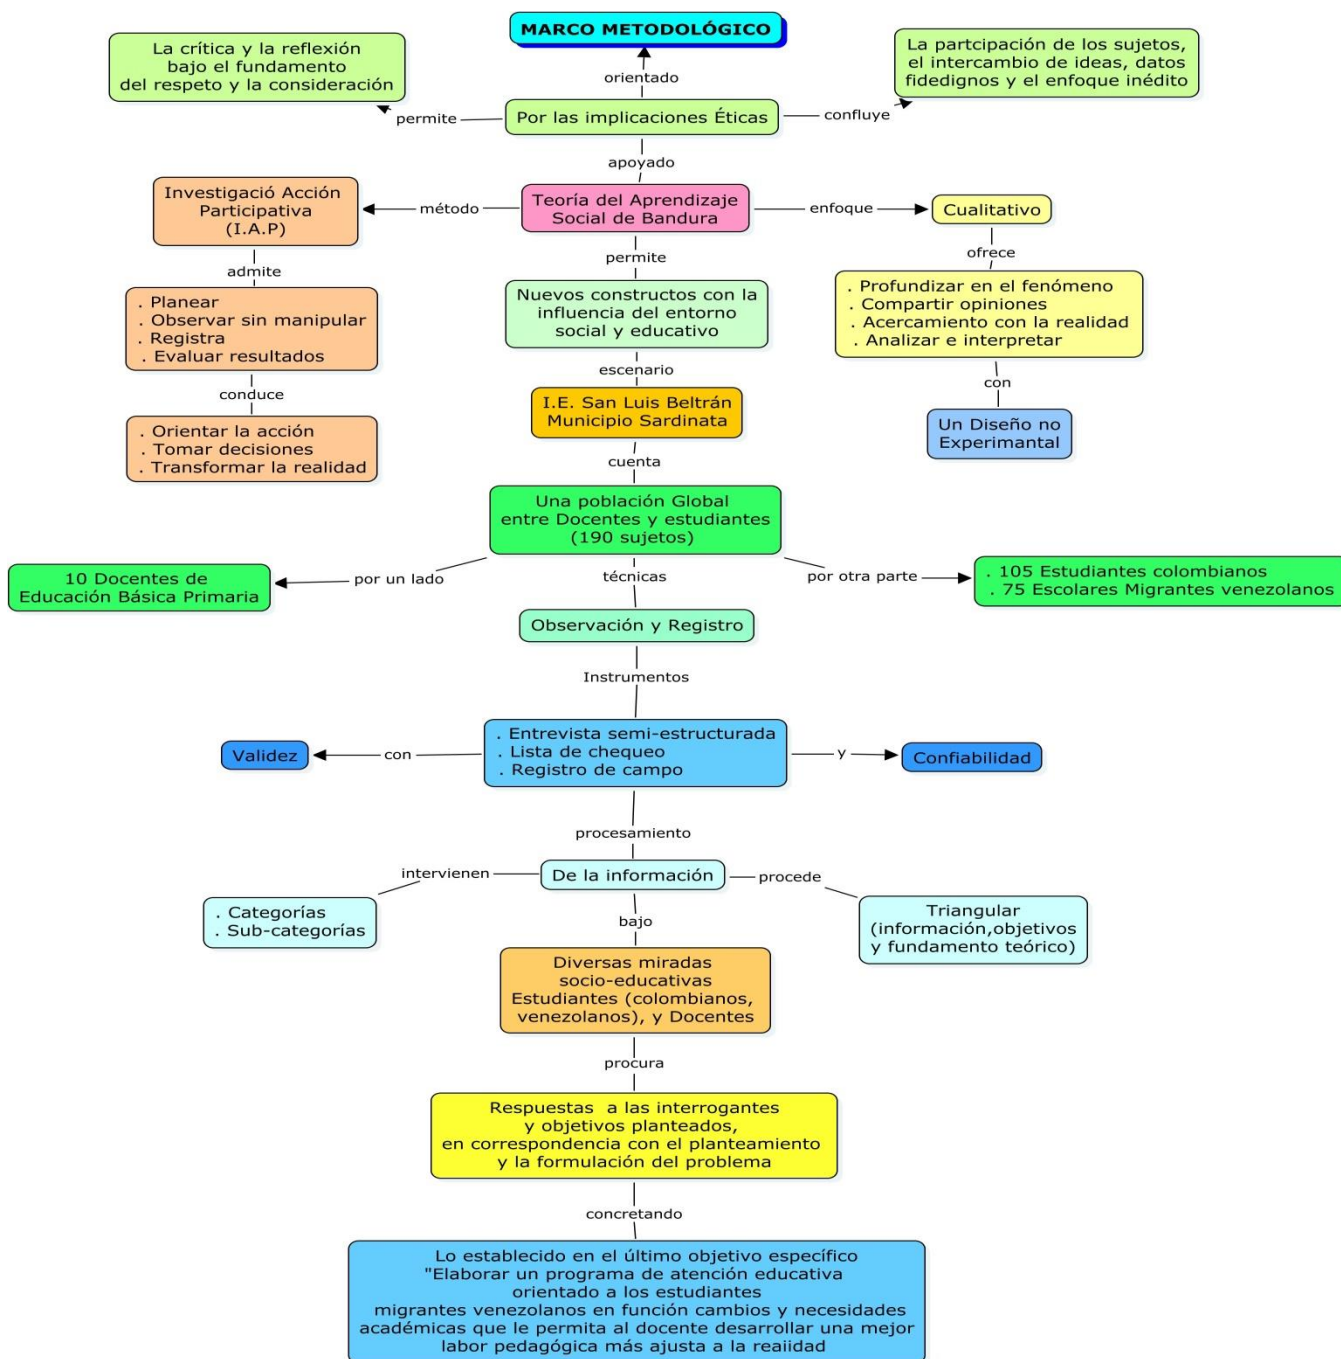 MARCO METODOLÓGICO
La crítica y la reflexión
bajo el fundamento
del respeto y la consideración
La partcipación de los sujetos,
el intercambio de ideas, datos
fidedignos y el enfoque inédito
orientado
permite
Por las implicaciones Éticas
confluye
apoyado
Investigació Acción
Participativa
(I.A.P)
método
Teoría del Aprendizaje
Social de Bandura
enfoque
Cualitativo
admite
permite
ofrece
. Planear
. Observar sin manipular
. Registra
. Evaluar resultados
Nuevos constructos con la
influencia del entorno
social y educativo
. Profundizar en el fenómeno
. Compartir opiniones
. Acercamiento con la realidad
. Analizar e interpretar
conduce
escenario
con
. Orientar la acción
. Tomar decisiones
. Transformar la realidad
I.E. San Luis Beltrán
Municipio Sardinata
Un Diseño no
Experimantal
cuenta
Una población Global
entre Docentes y estudiantes
(190 sujetos)
10 Docentes de
Educación Básica Primaria
por un lado
técnicas
por otra parte
. 105 Estudiantes colombianos
. 75 Escolares Migrantes venezolanos
Observación y Registro
Instrumentos
Validez
con
. Entrevista semi-estructurada
. Lista de chequeo
. Registro de campo
y
Confiabilidad
procesamiento
intervienen
De la información
procede
. Categorías
. Sub-categorías
bajo
Triangular
(información,objetivos
y fundamento teórico)
Diversas miradas
socio-educativas
Estudiantes (colombianos,
venezolanos), y Docentes
procura
Respuestas a las interrogantes
y objetivos planteados,
en correspondencia con el planteamiento
y la formulación del problema
concretando
Lo establecido en el último objetivo específico
"Elaborar un programa de atención educativa
orientado a los estudiantes
migrantes venezolanos en función cambios y necesidades
académicas que le permita al docente desarrollar una mejor
labor pedagógica más ajusta a la reaiidad